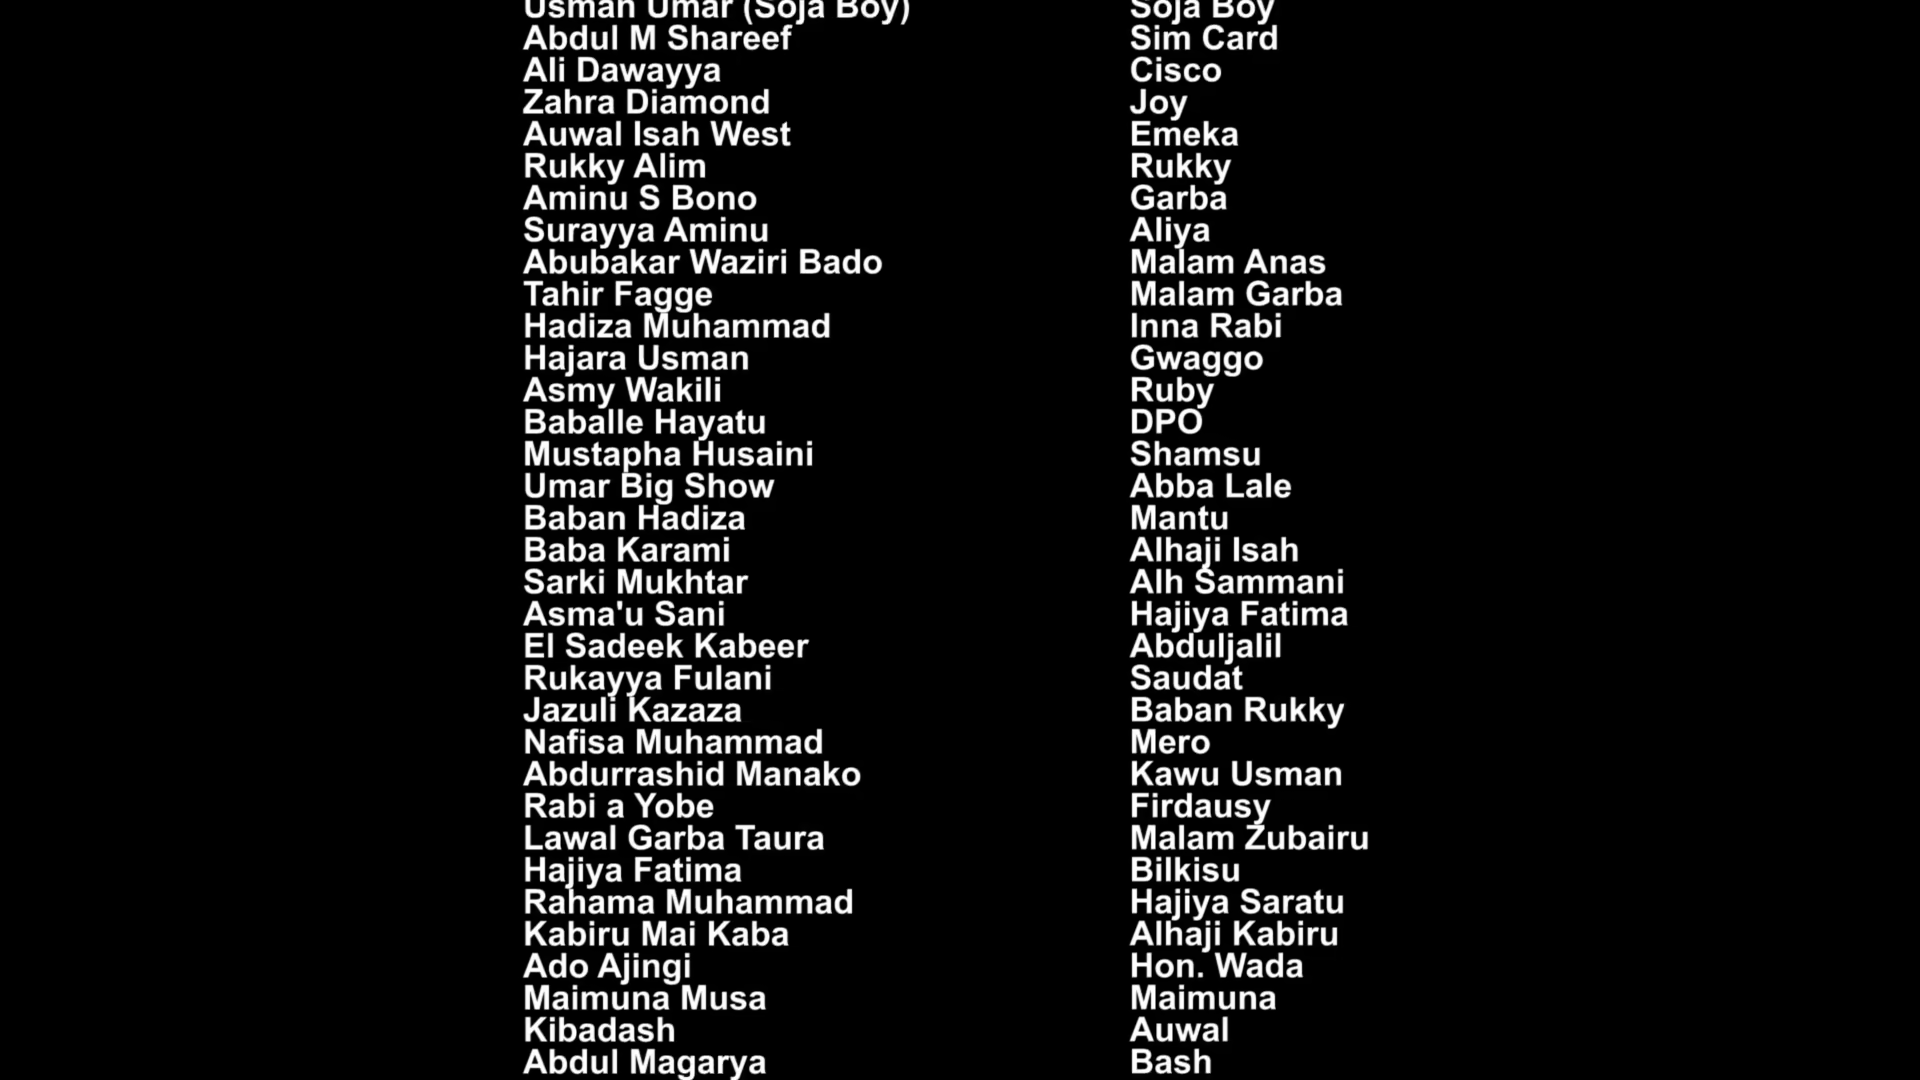 Usman Umar (Soja Boy) Soja Boy
Abdul M Shareef Sim Card
Ali Dawayya Cisco
Zahra Diamond Joy
Auwal Isah West Emeka
Rukky Alim Rukky
Aminu S Bono Garba
Surayya Aminu Aliya
Abubakar Waziri Bado Malam Anas
Tahir Fagge Malam Garba
Hadiza Muhammad Inna Rabi
Hajara Usman Gwaggo
Asmy Wakili Ruby
Baballe Hayatu DPO
Mustapha Husaini Shamsu
Umar Big Show Abba Lale
Baban Hadiza Mantu
Baba Karami Alhaji Isah
Sarki Mukhtar Alh Sammani
Asma'u Sani Hajiya Fatima
El Sadeek Kabeer Abduljalil
Rukayya Fulani Saudat
Jazuli Kazaza Baban Rukky
Nafisa Muhammad Mero
Abdurrashid Manako Kawu Usman
Rabi a Yobe Firdausy
Lawal Garba Taura Malam Zubairu
Hajiya Fatima Bilkisu
Rahama Muhammad Hajiya Saratu
Kabiru Mai Kaba Alhaji Kabiru
Ado Ajingi Hon. Wada
Maimuna Musa Maimuna
Kibadash Auwal
Abdul Magarya Bash